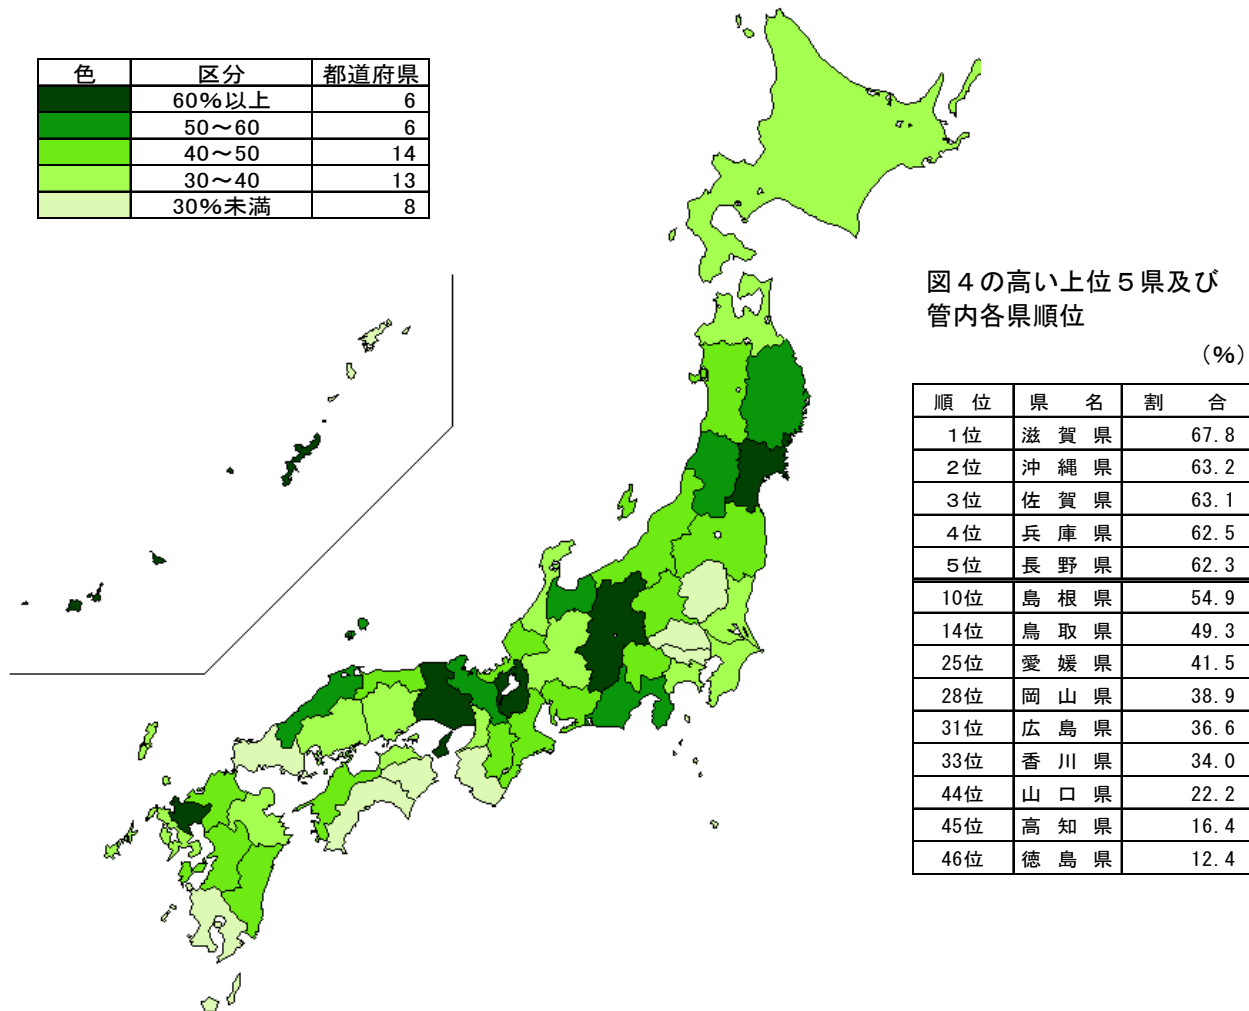 色 区分 都道府県
60%以上 6
50～60 6
40～50 14
30～40 13
30%未満 8
図４の高い上位５県及び
管内各県順位
（%）
順 位 県 名 割 合
1位 滋 賀 県 67.8
2位 沖 縄 県 63.2
3位 佐 賀 県 63.1
4位 兵 庫 県 62.5
5位 長 野 県 62.3
10位 島 根 県 54.9
14位 鳥 取 県 49.3
25位 愛 媛 県 41.5
28位 岡 山 県 38.9
31位 広 島 県 36.6
33位 香 川 県 34.0
44位 山 口 県 22.2
45位 高 知 県 16.4
46位 徳 島 県 12.4